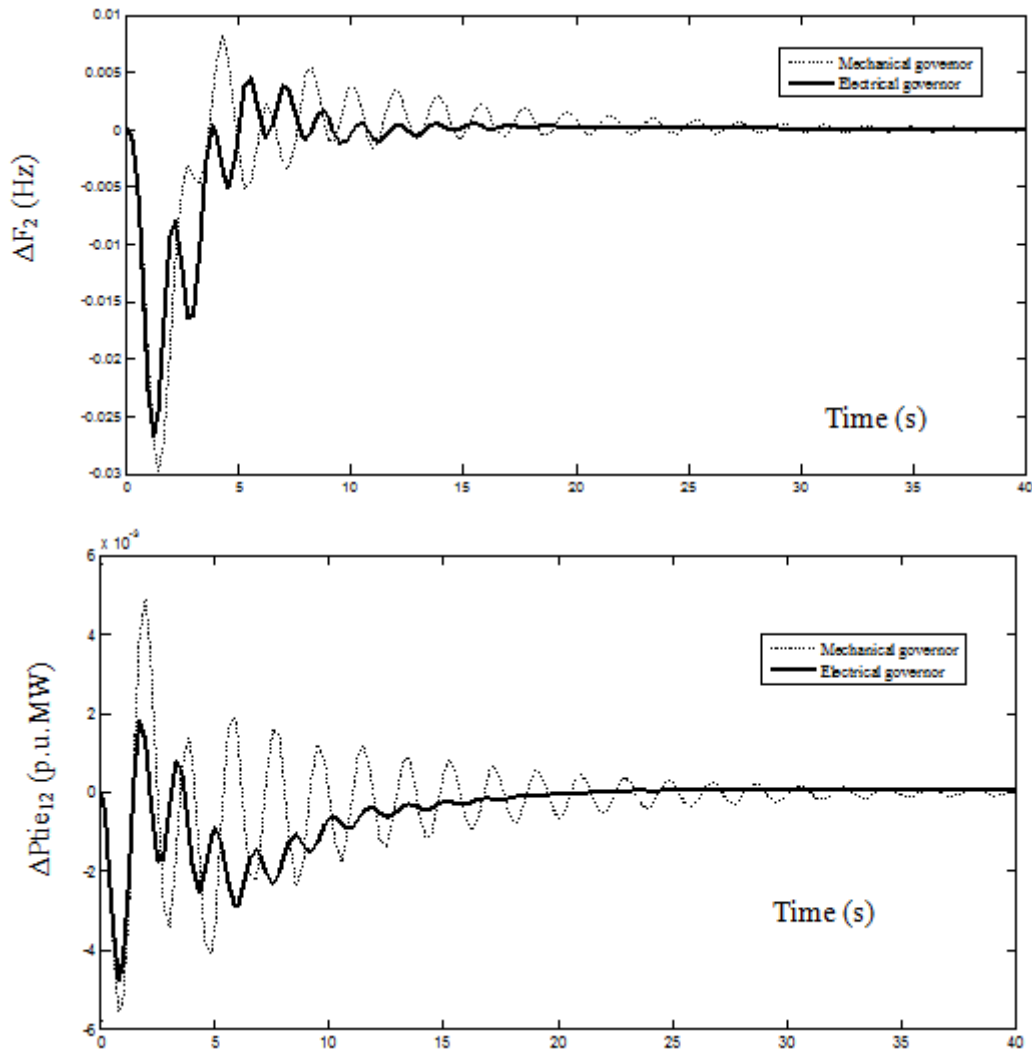 0.01
0.005
0
-0.005
-0.01
-0.015
-0.02
-0.025
-0.03
ΔF₂ (Hz)
Mechanical governor
Electrical governor
Time (s)
0 5 10 15 20 25 30 35 40
x 10⁻³
6
4
2
0
-2
-4
-6
ΔPtie₁₂ (p.u.MW)
Mechanical governor
Electrical governor
Time (s)
0 5 10 15 20 25 30 35 40